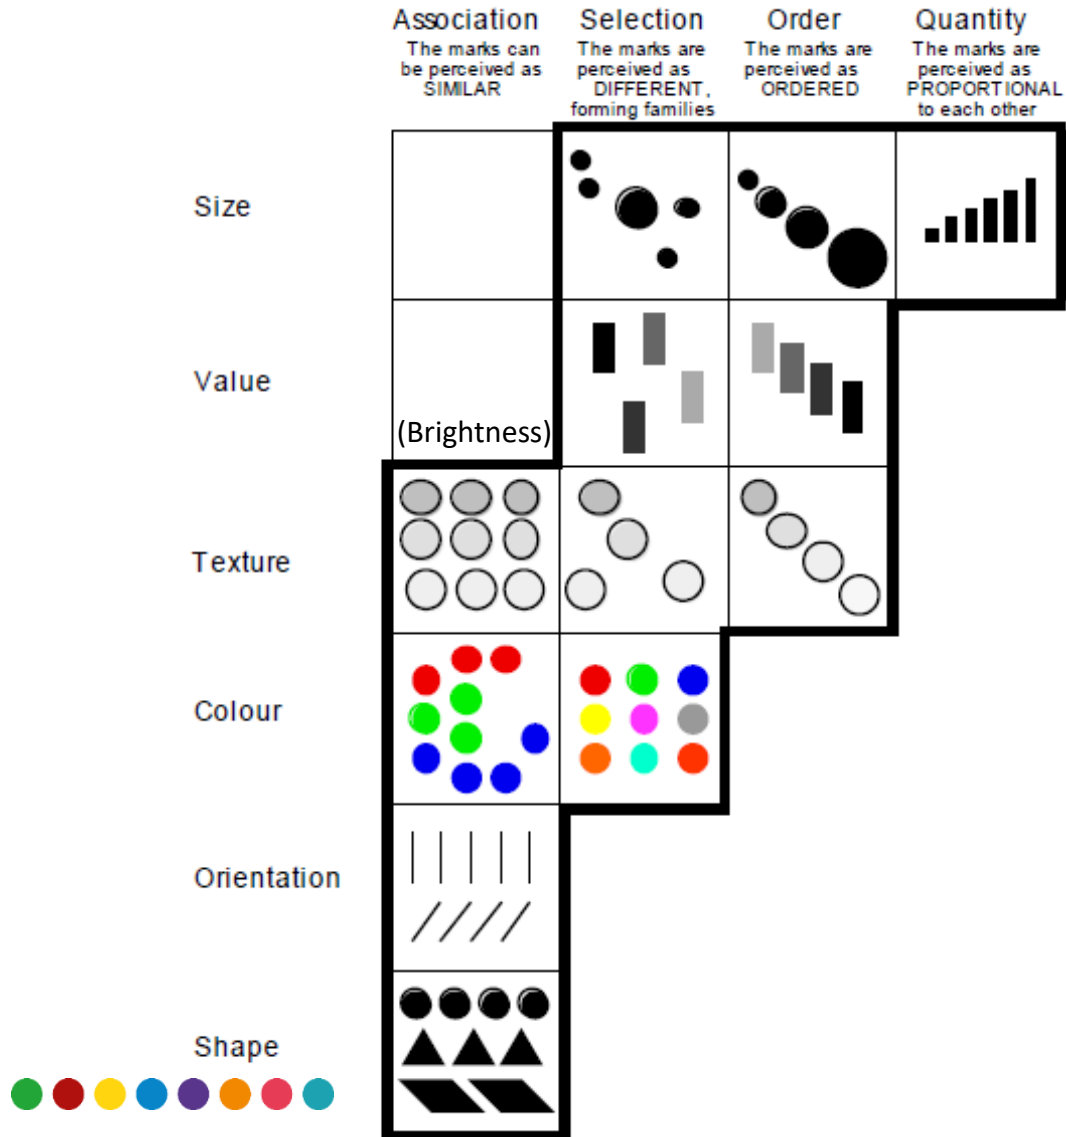 Association
The marks can
be perceived as
SIMILAR
Selection
The marks are
perceived as
DIFFERENT,
forming families
Order
The marks are
perceived as
ORDERED
Quantity
The marks are
perceived as
PROPORTIONAL
to each other
Size
Value
(Brightness)
Texture
Colour
Orientation
Shape